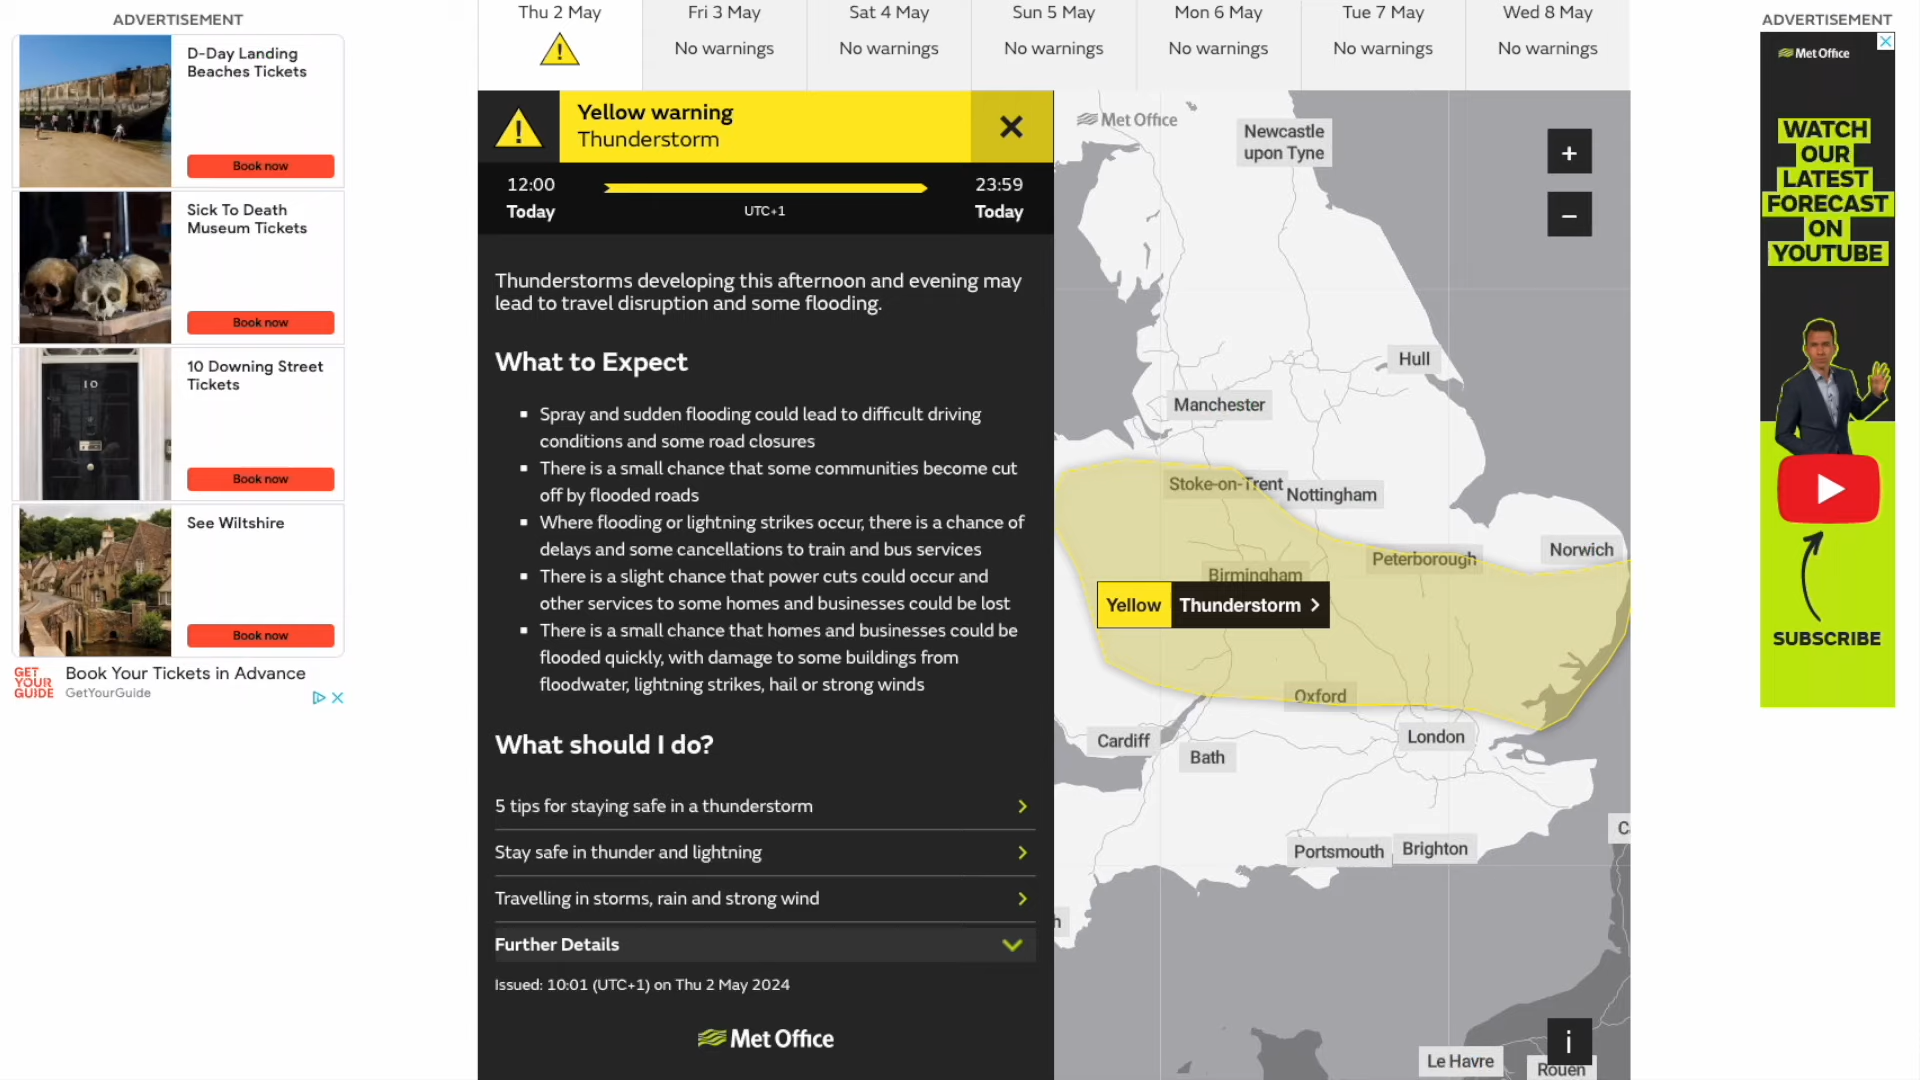 ADVERTISEMENT
D-Day Landing
Beaches Tickets
Book now
Sick To Death
Museum Tickets
Book now
10
10 Downing Street
Tickets
Book now
See Wiltshire
Book now
GET
YOUR
GUIDE
Book Your Tickets in Advance
GetYourGuide
Thu 2 May
Fri 3 May
No warnings
Sat 4 May
No warnings
Sun 5 May
No warnings
Mon 6 May
No warnings
Tue 7 May
No warnings
Wed 8 May
No warnings
Yellow warning
Thunderstorm
12:00
Today
UTC+1
23:59
Today
Thunderstorms developing this afternoon and evening may
lead to travel disruption and some flooding.
What to Expect
Spray and sudden flooding could lead to difficult driving
conditions and some road closures
There is a small chance that some communities become cut
off by flooded roads
Where flooding or lightning strikes occur, there is a chance of
delays and some cancellations to train and bus services
There is a slight chance that power cuts could occur and
other services to some homes and businesses could be lost
There is a small chance that homes and businesses could be
flooded quickly, with damage to some buildings from
floodwater, lightning strikes, hail or strong winds
What should I do?
5 tips for staying safe in a thunderstorm
Stay safe in thunder and lightning
Travelling in storms, rain and strong wind
Further Details
Issued: 10:01 (UTC+1) on Thu 2 May 2024
Met Office
Met Office
Newcastle
upon Tyne
+
−
Hull
Manchester
Stoke-on-Trent
Nottingham
Norwich
Peterborough
Birmingham
Yellow Thunderstorm
Oxford
Cardiff
London
Bath
C
Portsmouth
Brighton
h
i
Le Havre
Rouen
ADVERTISEMENT
Met Office
WATCH
OUR
LATEST
FORECAST
ON
YOUTUBE
SUBSCRIBE